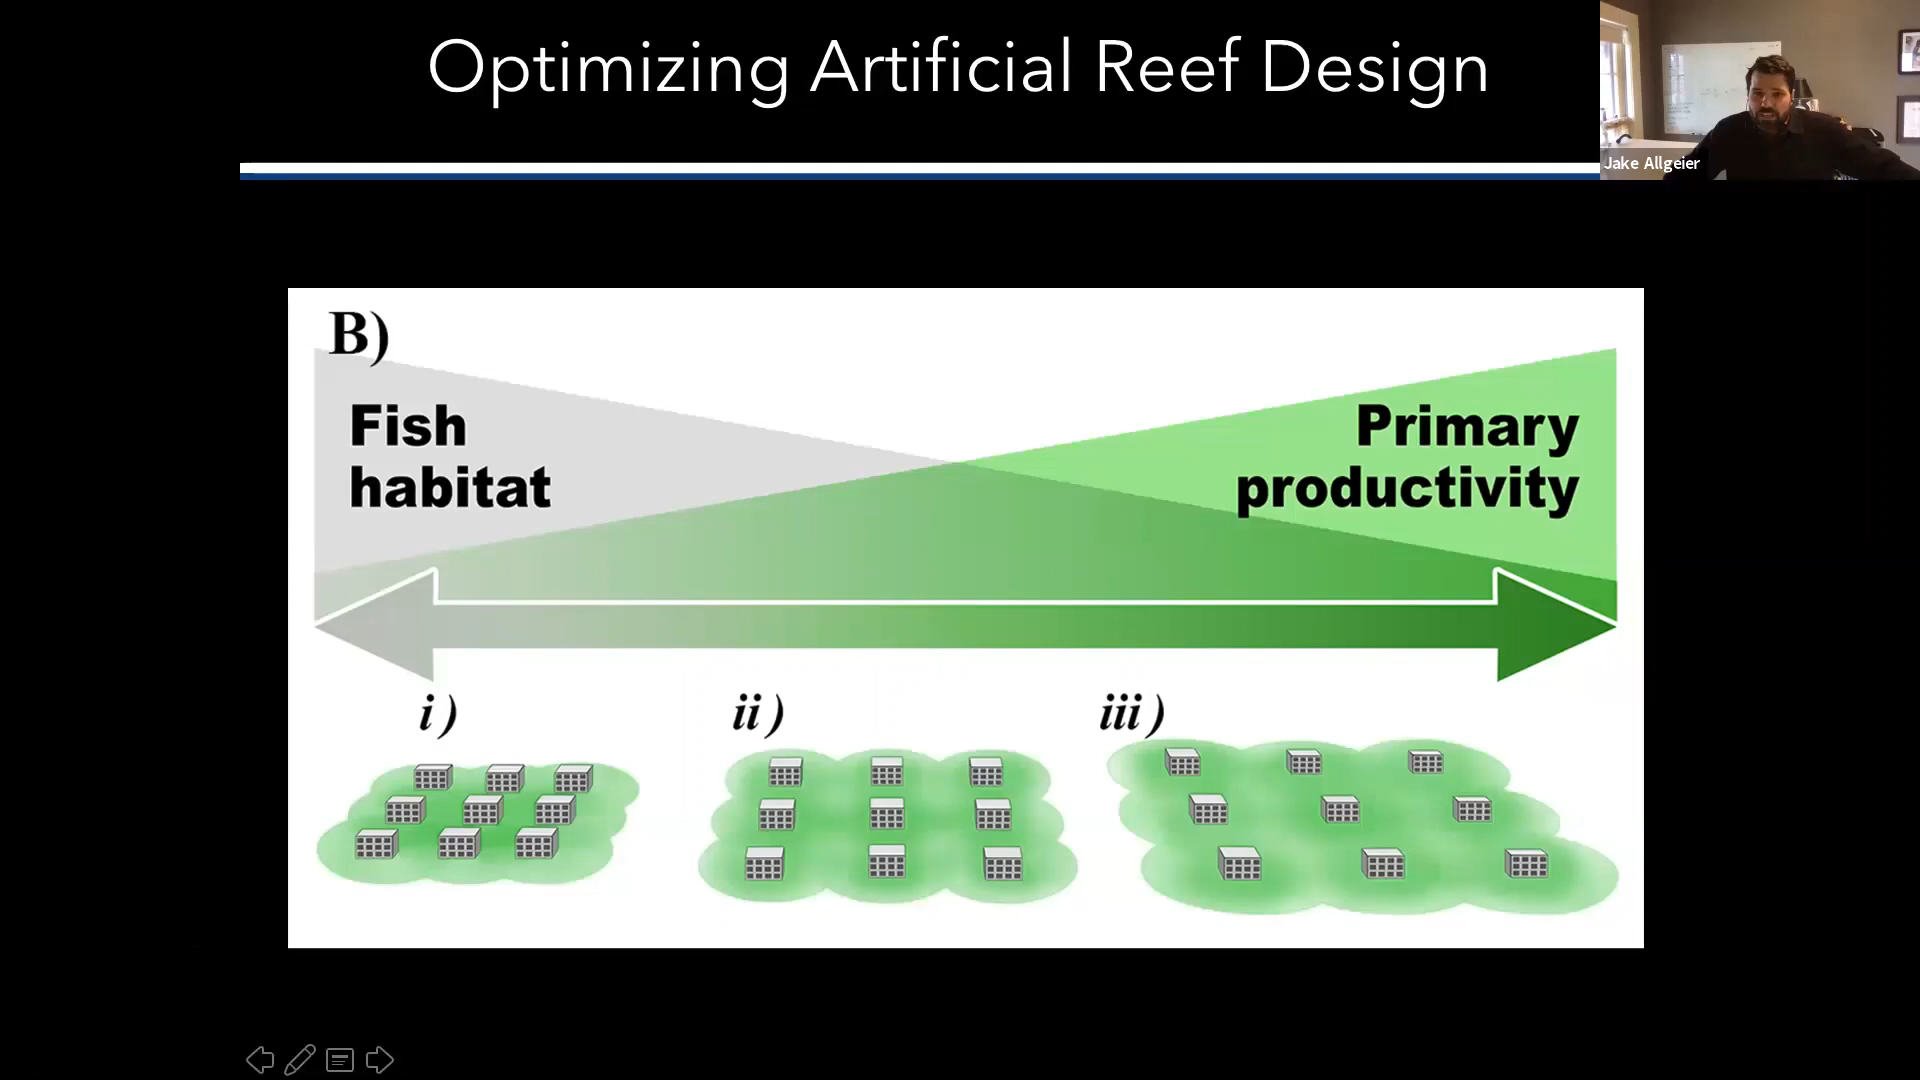 Optimizing Artificial Reef Design
Jake Allgeier
B)
Fish
habitat
Primary
productivity
i)
ii)
iii)